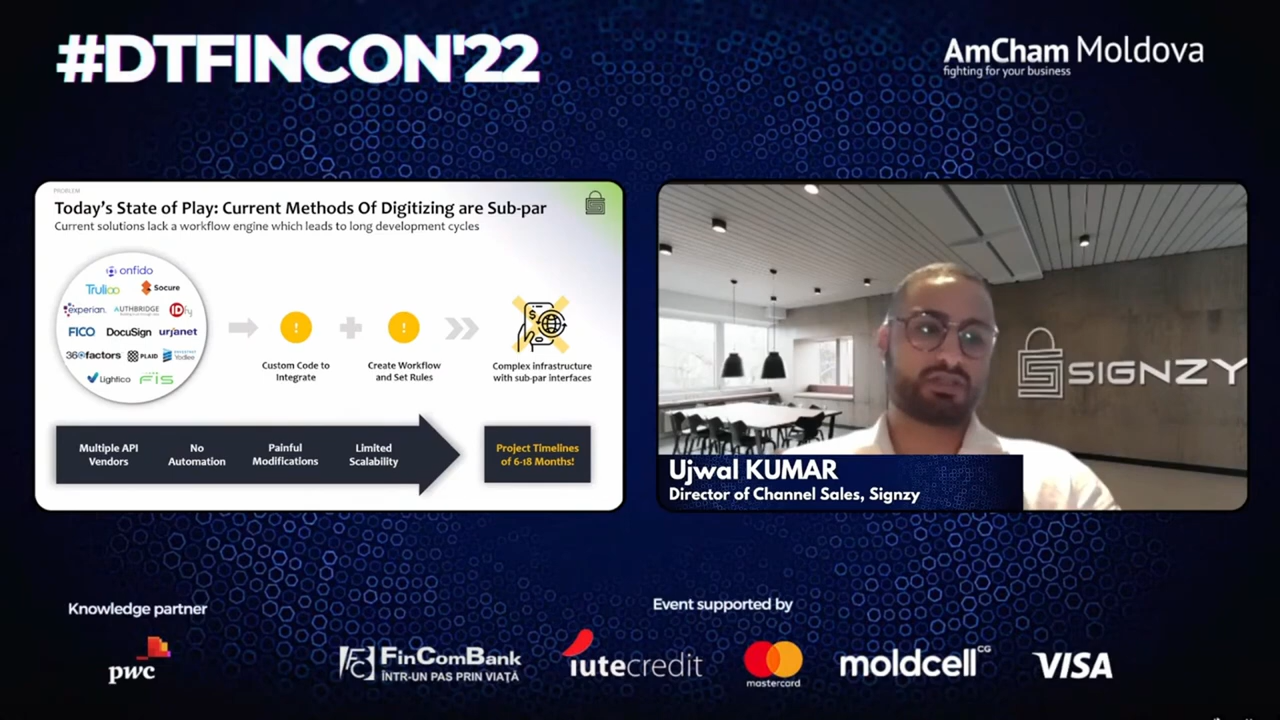 #DTFINCON'22
AmCham Moldova
fighting for your business
PROBLEM
Today's State of Play: Current Methods Of Digitizing are Sub-par
Current solutions lack a workflow engine which leads to long development cycles
onfido
Trulioo
Socure
experian.
AUTHBRIDGE
IDfy
FICO
DocuSign
urjanet
360factors
PLAID
Yodlee
Lightico
FIS
!
!
Custom Code to
Integrate
Create Workflow
and Set Rules
Complex infrastructure
with sub-par interfaces
Multiple API
Vendors
No
Automation
Painful
Modifications
Limited
Scalability
Project Timelines
of 6-18 Months!
SIGNZY
Ujwal KUMAR
Director of Channel Sales, Signzy
Knowledge partner
pwc
Event supported by
FinComBank
ÎNTR-UN PAS PRIN VIAȚĂ
iutecredit
mastercard
moldcell CG
VISA